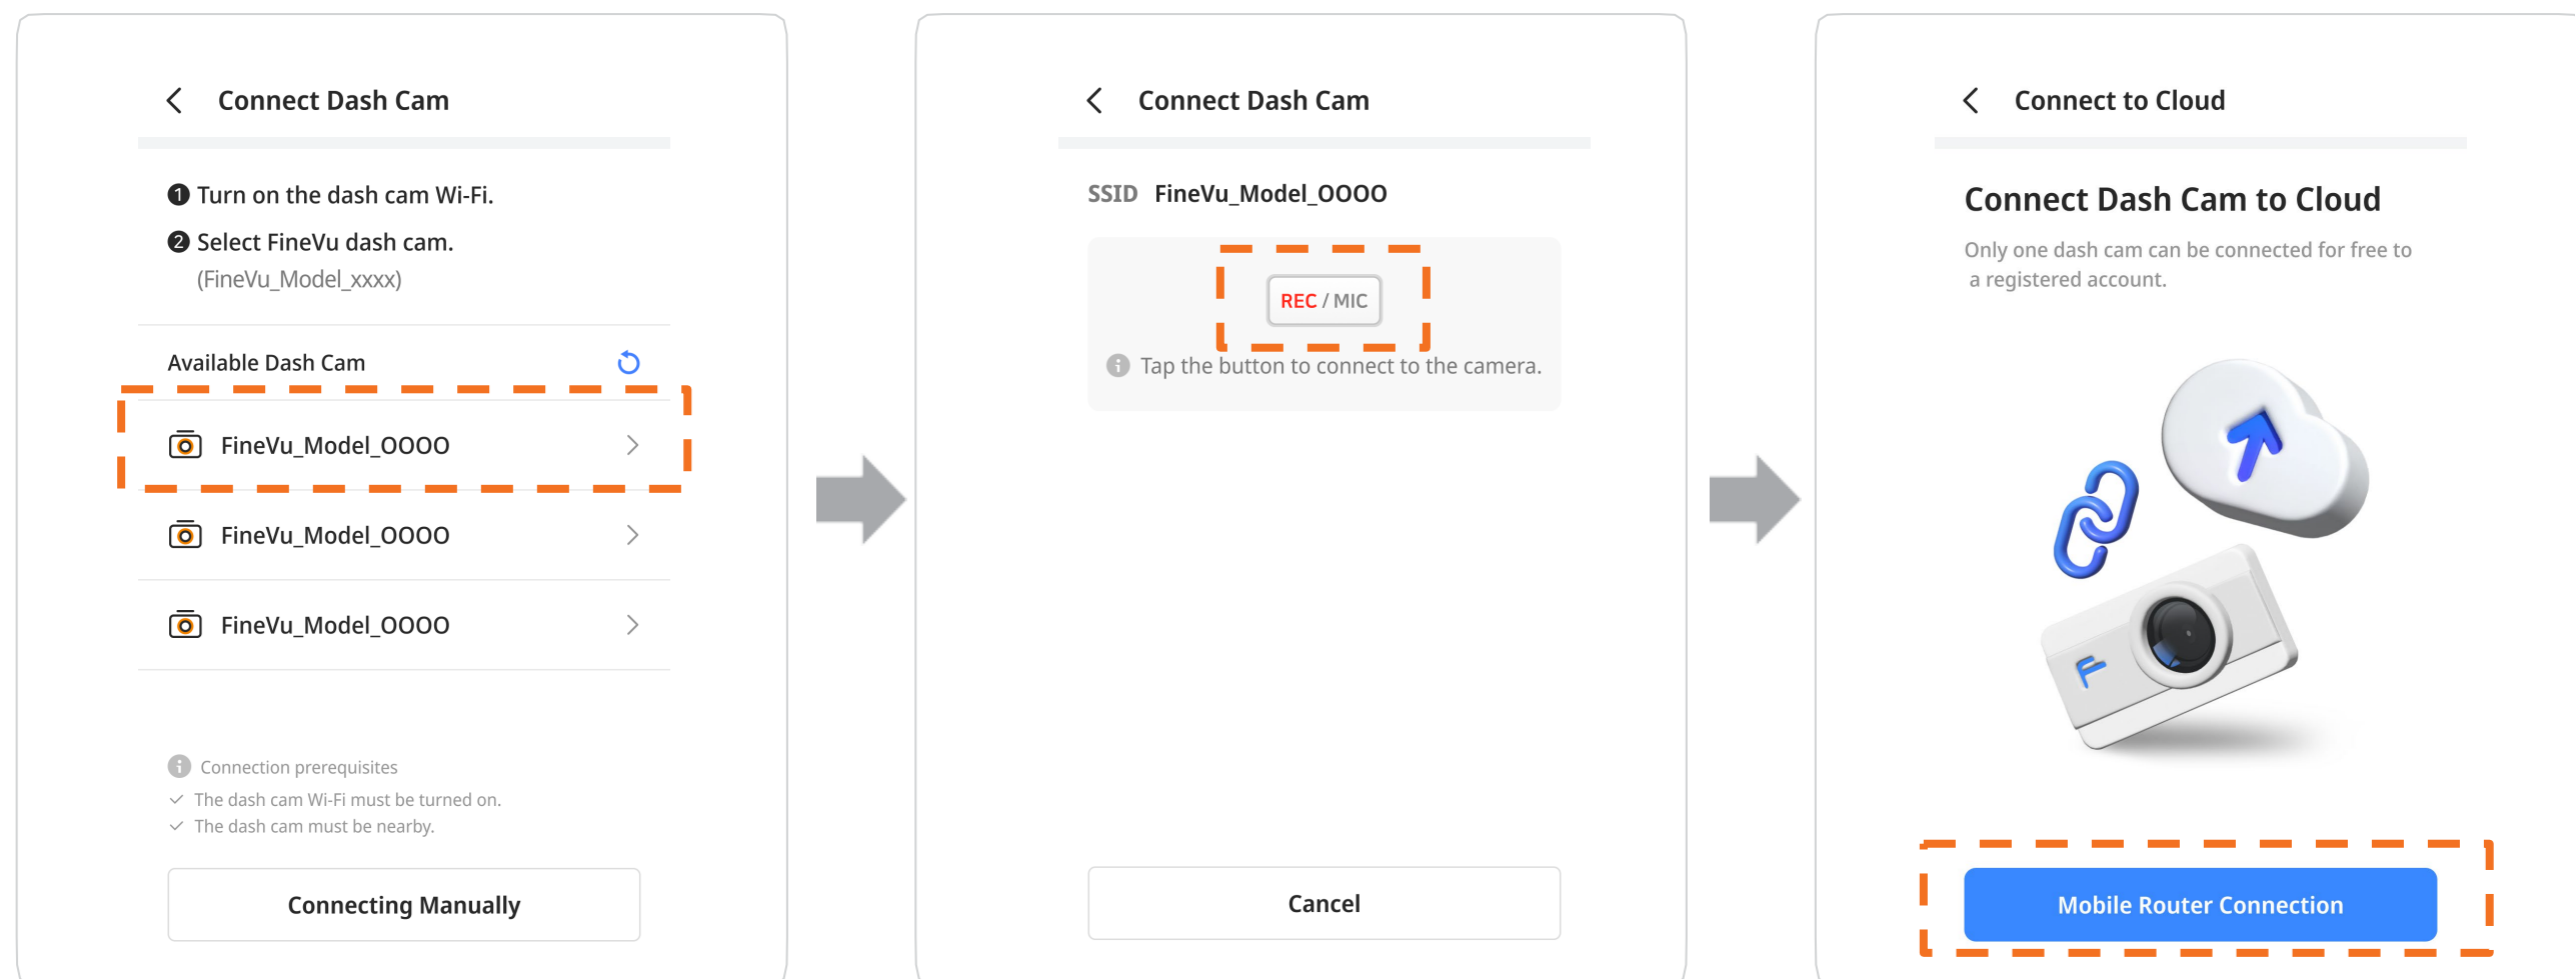 Connect Dash Cam
1 Turn on the dash cam Wi-Fi.
2 Select FineVu dash cam.
(FineVu_Model_xxxx)
Available Dash Cam
FineVu_Model_OOOO
FineVu_Model_OOOO
FineVu_Model_OOOO
Connection prerequisites
The dash cam Wi-Fi must be turned on.
The dash cam must be nearby.
Connecting Manually
Connect Dash Cam
SSID FineVu_Model_OOOO
REC / MIC
Tap the button to connect to the camera.
Cancel
Connect to Cloud
Connect Dash Cam to Cloud
Only one dash cam can be connected for free to
a registered account.
F
Mobile Router Connection